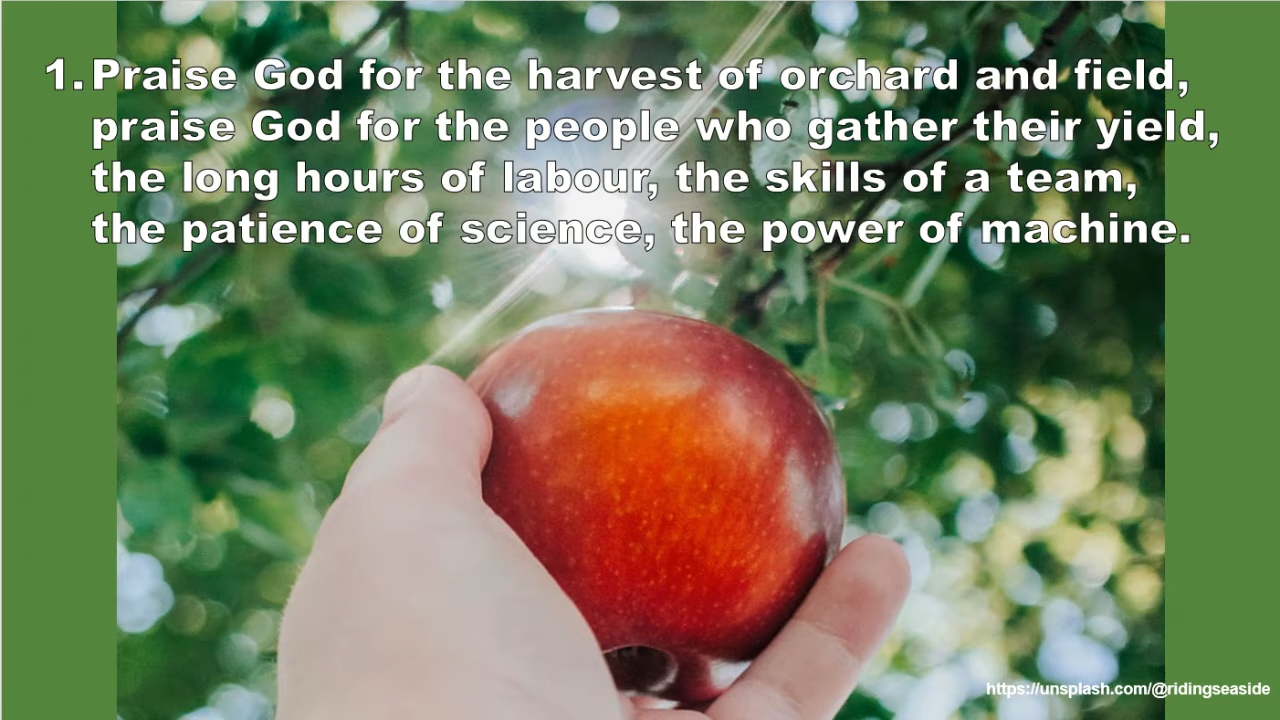 1. Praise God for the harvest of orchard and field,
praise God for the people who gather their yield,
the long hours of labour, the skills of a team,
the patience of science, the power of machine.
https://unsplash.com/@ridingseaside